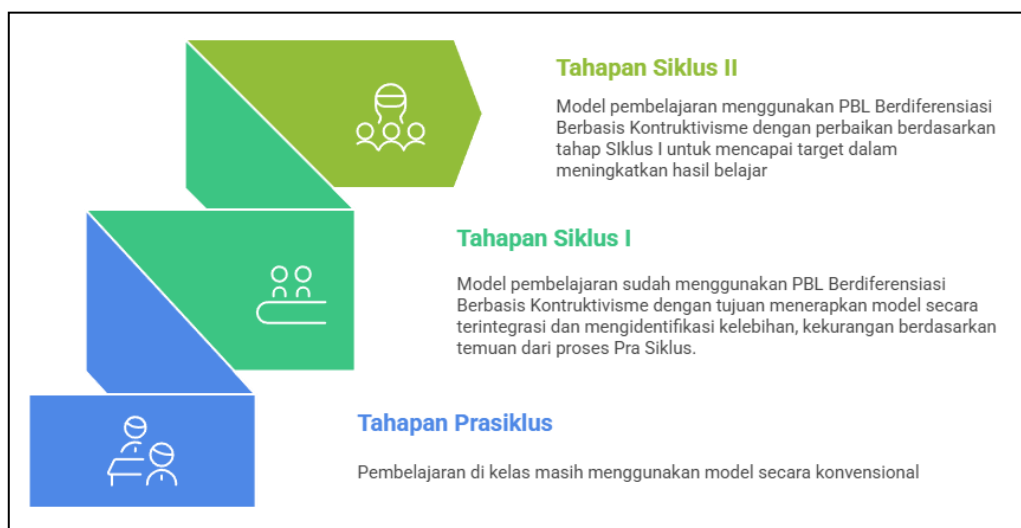 Tahapan Siklus II
Model pembelajaran menggunakan PBL Berdiferensiasi
Berbasis Kontruktivisme dengan perbaikan berdasarkan
tahap SIklus I untuk mencapai target dalam
meningkatkan hasil belajar
Tahapan Siklus I
Model pembelajaran sudah menggunakan PBL Berdiferensiasi
Berbasis Kontruktivisme dengan tujuan menerapkan model secara
terintegrasi dan mengidentifikasi kelebihan, kekurangan berdasarkan
temuan dari proses Pra Siklus.
Tahapan Prasiklus
Pembelajaran di kelas masih menggunakan model secara konvensional